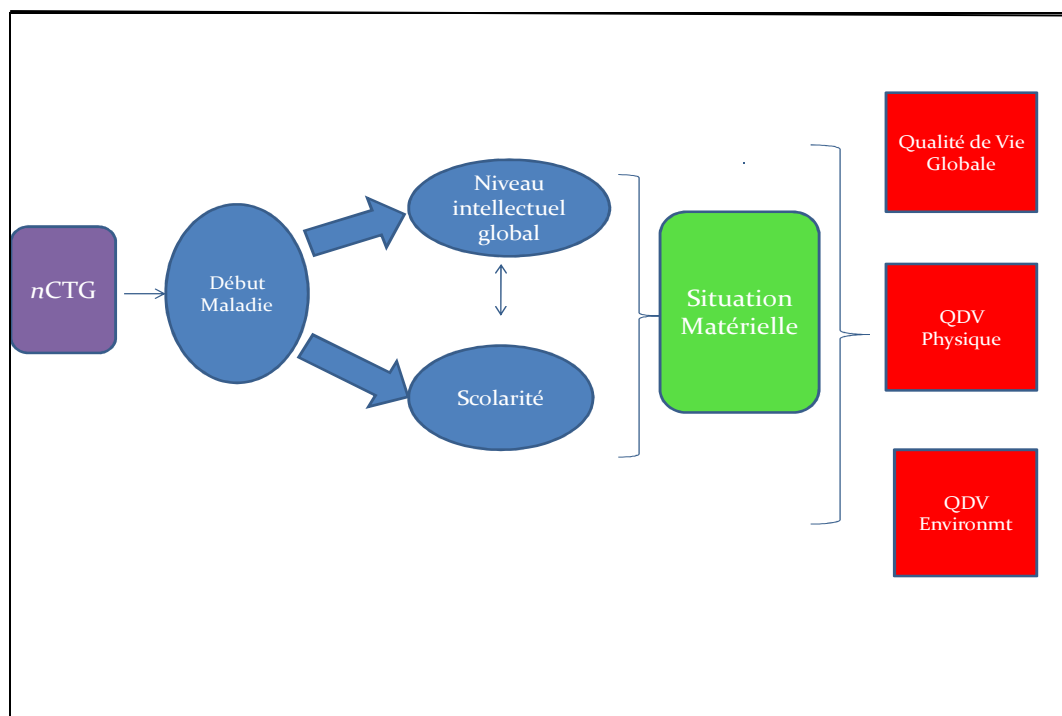 nCTG
Début
Maladie
Niveau
intellectuel
global
Scolarité
Situation
Matérielle
Qualité de Vie
Globale
QDV
Physique
QDV
Environmt